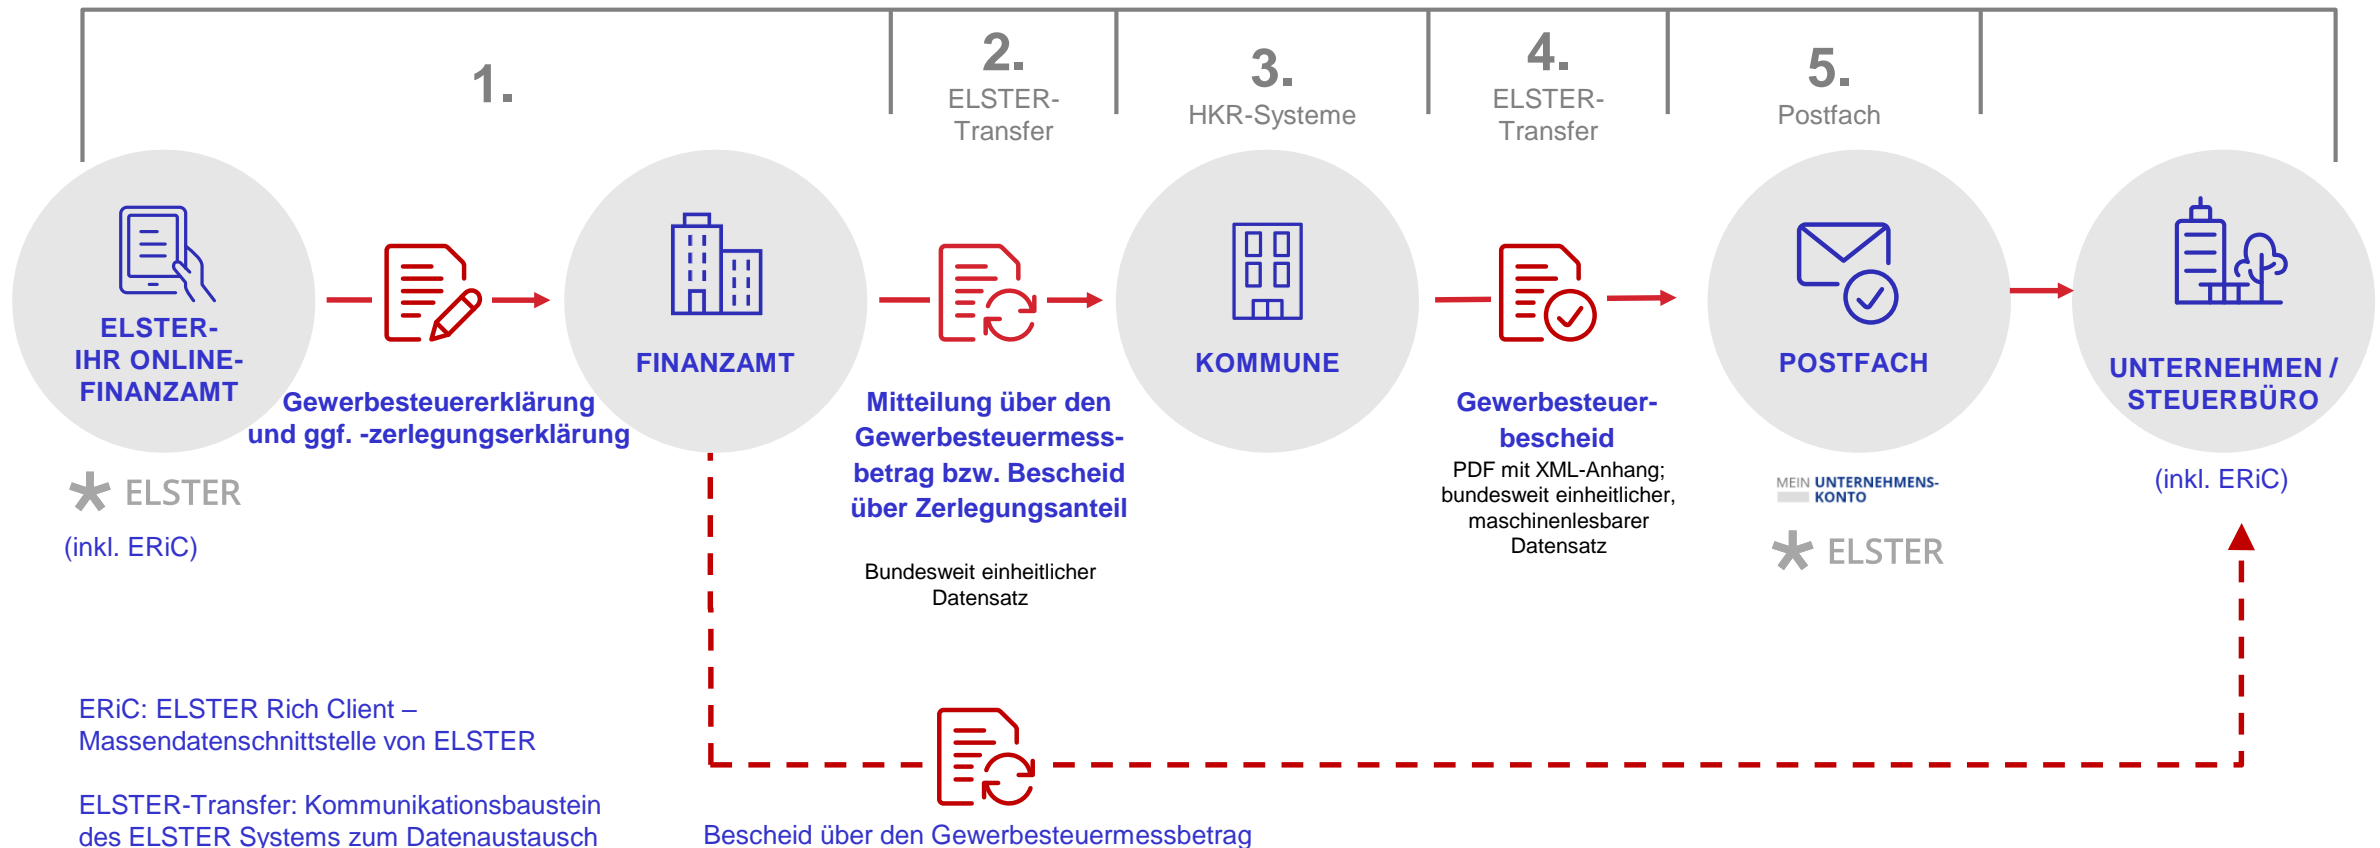 1.
2.
ELSTER-
Transfer
3.
HKR-Systeme
4.
ELSTER-
Transfer
5.
Postfach
ELSTER-
IHR ONLINE-
FINANZAMT
ELSTER
(inkl. ERiC)
Gewerbesteuererklärung
und ggf. -zerlegungserklärung
FINANZAMT
Mitteilung über den
Gewerbesteuermess-
betrag bzw. Bescheid
über Zerlegungsanteil
Bundesweit einheitlicher
Datensatz
KOMMUNE
Gewerbesteuer-
bescheid
PDF mit XML-Anhang;
bundesweit einheitlicher,
maschinenlesbarer
Datensatz
POSTFACH
MEIN UNTERNEHMENS-
KONTO
ELSTER
UNTERNEHMEN /
STEUERBÜRO
(inkl. ERiC)
ERiC: ELSTER Rich Client –
Massendatenschnittstelle von ELSTER
ELSTER-Transfer: Kommunikationsbaustein
des ELSTER Systems zum Datenaustausch
Bescheid über den Gewerbesteuermessbetrag